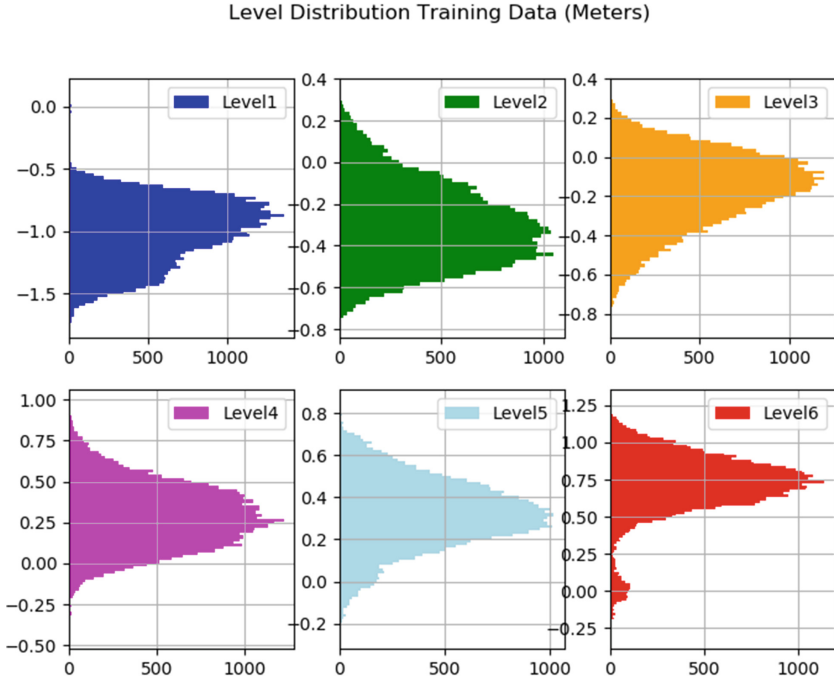 Level Distribution Training Data (Meters)
Level1
0.0
−0.5
−1.0
−1.5
0 500 1000
Level2
0.4
0.2
0.0
−0.2
−0.4
−0.6
−0.8
0 500 1000
Level3
0.4
0.2
0.0
−0.2
−0.4
−0.6
−0.8
0 500 1000
Level4
1.00
0.75
0.50
0.25
0.00
−0.25
−0.50
0 500 1000
Level5
0.8
0.6
0.4
0.2
0.0
−0.2
0 500 1000
Level6
1.25
1.00
0.75
0.50
0.25
0.00
−0.25
0 500 1000